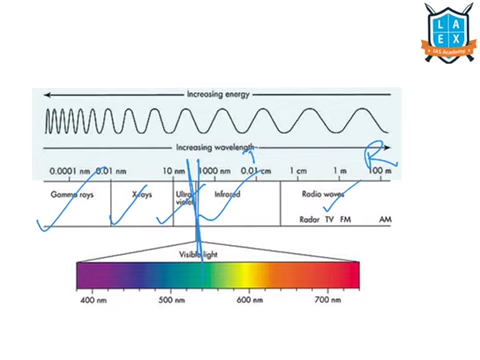 L A
E X
IAS Academy
Increasing energy
Increasing wavelength
0.0001 nm 0.01 nm 10 nm 1000 nm 0.01 cm 1 cm 1 m 100 m
R
Gamma rays X-rays Ultra violet Infrared Radio waves
Radar TV FM AM
Visible light
400 nm 500 nm 550 nm 600 nm 700 nm